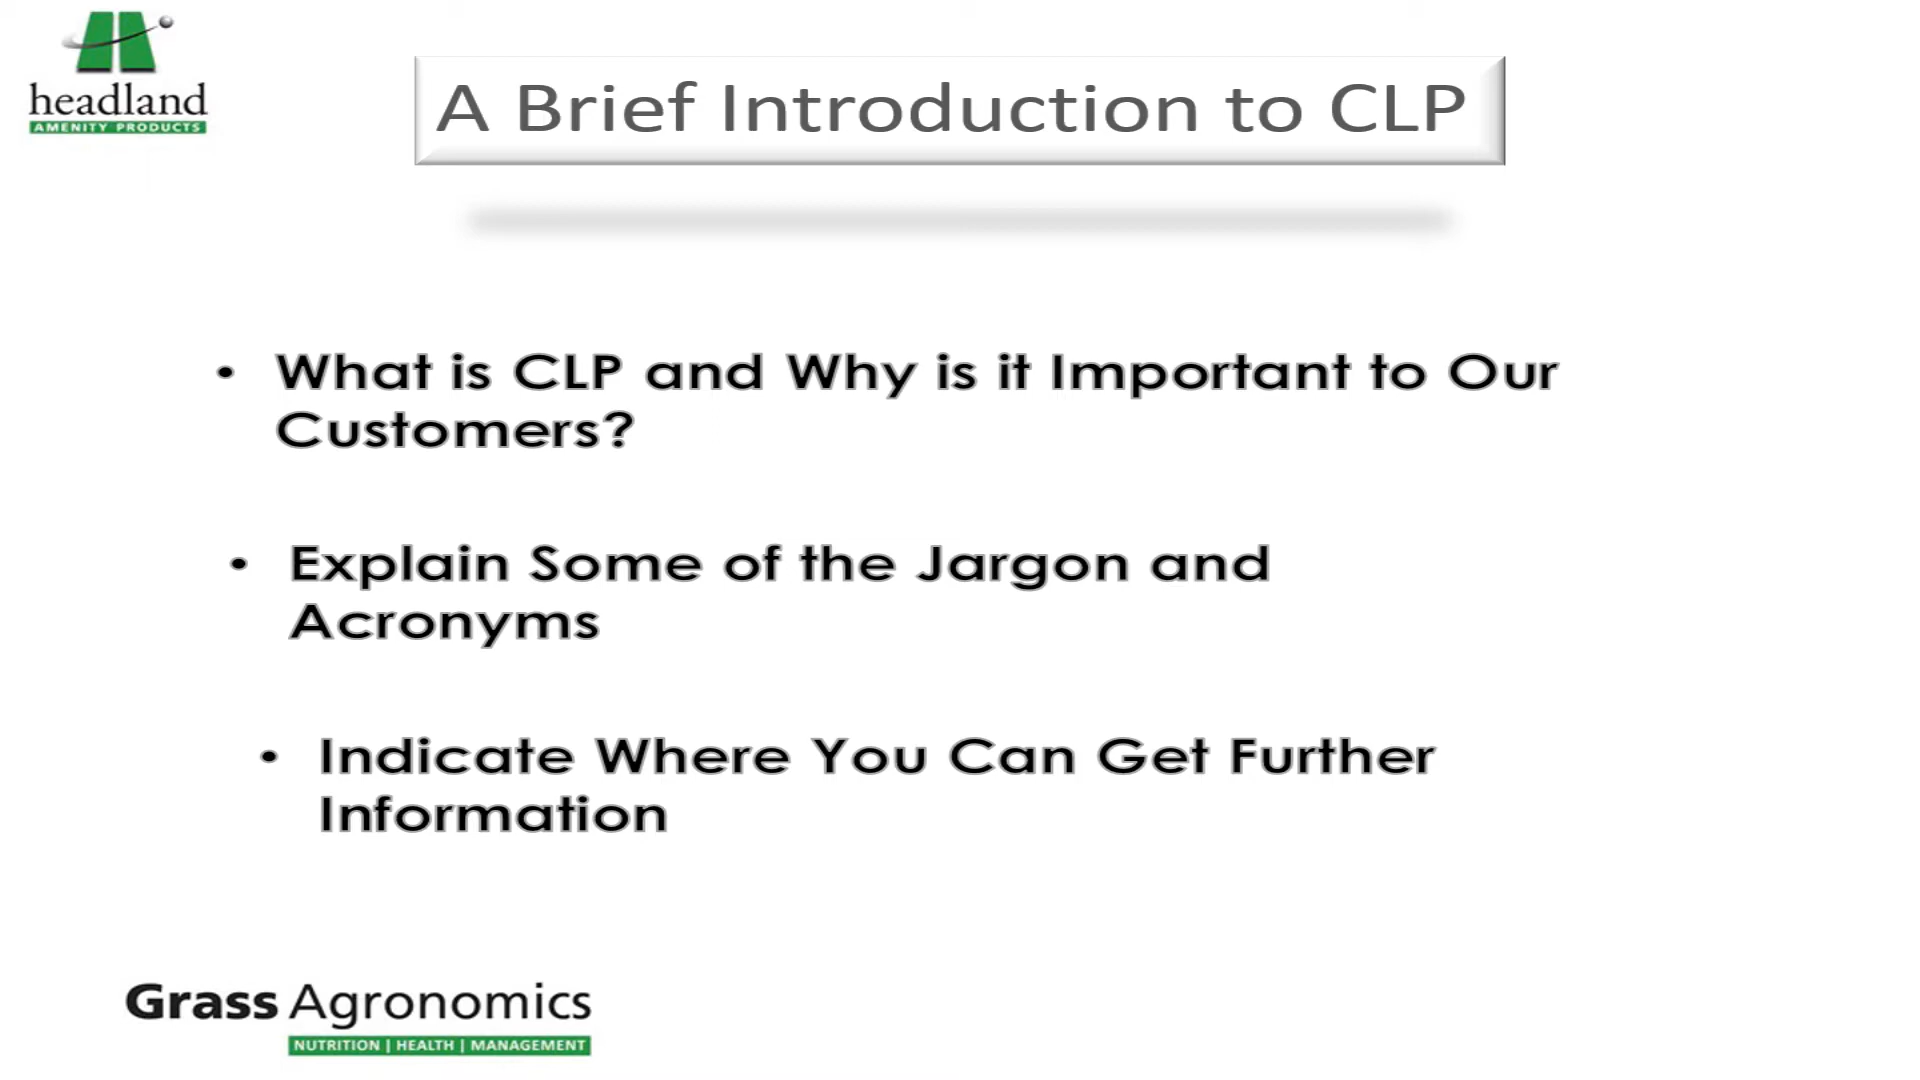 headland
AMENITY PRODUCTS
A Brief Introduction to CLP
• What is CLP and Why is it Important to Our
Customers?
• Explain Some of the Jargon and
Acronyms
• Indicate Where You Can Get Further
Information
Grass Agronomics
NUTRITION | HEALTH | MANAGEMENT